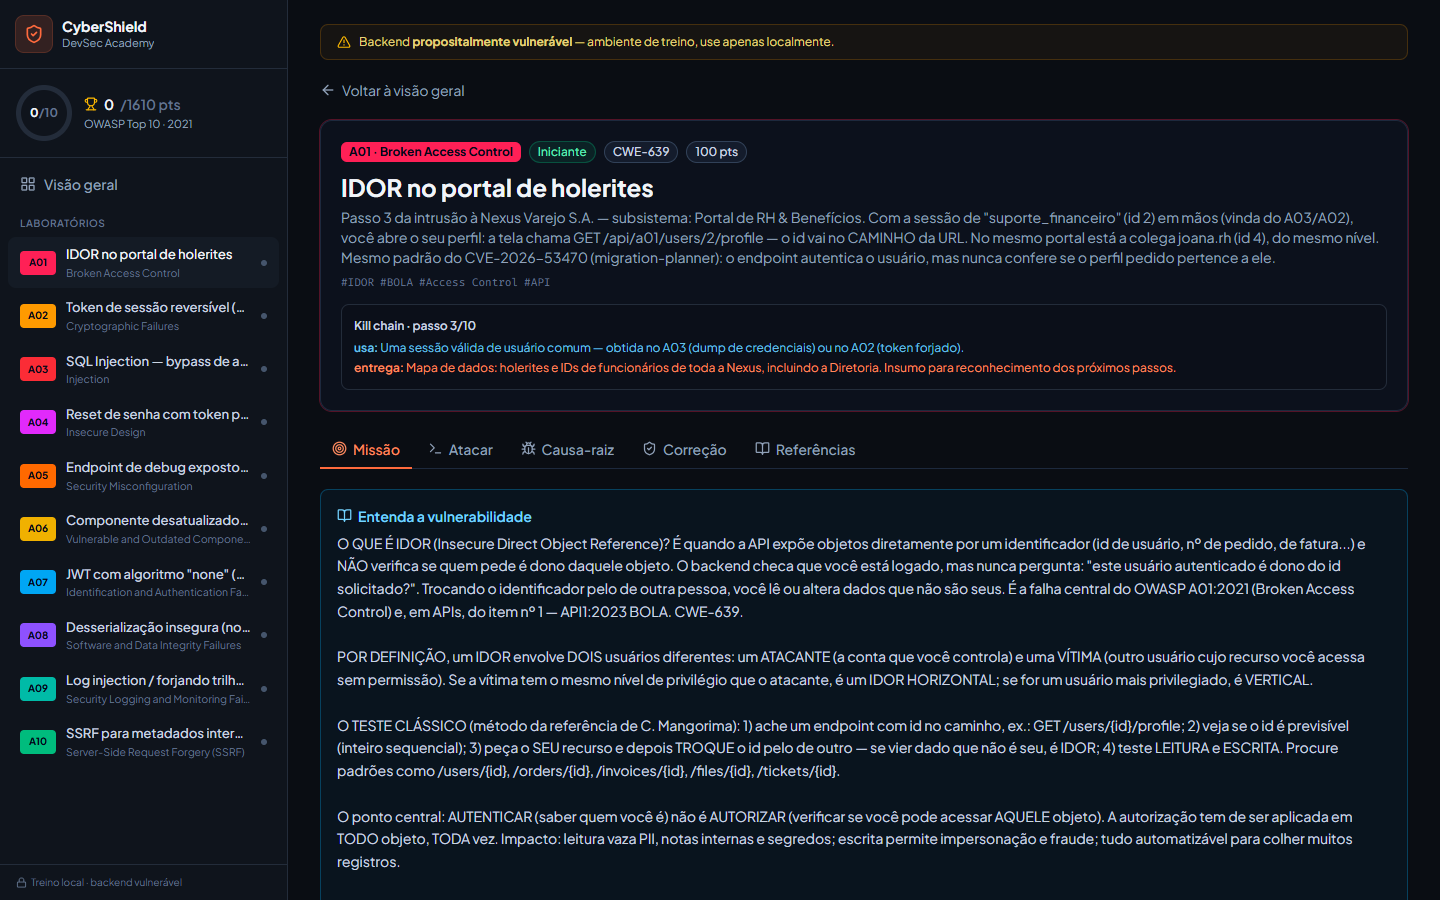 CyberShield
DevSec Academy
0/10
0 /1610 pts
OWASP Top 10 · 2021
Visão geral
LABORATÓRIOS
A01
IDOR no portal de holerites
Broken Access Control
A02
Token de sessão reversível (...
Cryptographic Failures
A03
SQL Injection — bypass de a...
Injection
A04
Reset de senha com token p...
Insecure Design
A05
Endpoint de debug exposto...
Security Misconfiguration
A06
Componente desatualizado...
Vulnerable and Outdated Compone...
A07
JWT com algoritmo "none" (...
Identification and Authentication Fa...
A08
Desserialização insegura (no...
Software and Data Integrity Failures
A09
Log injection / forjando trilh...
Security Logging and Monitoring Fai...
A10
SSRF para metadados inter...
Server-Side Request Forgery (SSRF)
Treino local · backend vulnerável
Backend propositalmente vulnerável — ambiente de treino, use apenas localmente.
Voltar à visão geral
A01 · Broken Access Control
Iniciante
CWE-639
100 pts
IDOR no portal de holerites
Passo 3 da intrusão à Nexus Varejo S.A. — subsistema: Portal de RH & Benefícios. Com a sessão de "suporte_financeiro" (id 2) em mãos (vinda do A03/A02),
você abre o seu perfil: a tela chama GET /api/a01/users/2/profile — o id vai no CAMINHO da URL. No mesmo portal está a colega joana.rh (id 4), do mesmo nível.
Mesmo padrão do CVE-2026-53470 (migration-planner): o endpoint autentica o usuário, mas nunca confere se o perfil pedido pertence a ele.
#IDOR #BOLA #Access Control #API
Kill chain · passo 3/10
usa: Uma sessão válida de usuário comum — obtida no A03 (dump de credenciais) ou no A02 (token forjado).
entrega: Mapa de dados: holerites e IDs de funcionários de toda a Nexus, incluindo a Diretoria. Insumo para reconhecimento dos próximos passos.
Missão
Atacar
Causa-raiz
Correção
Referências
Entenda a vulnerabilidade
O QUE É IDOR (Insecure Direct Object Reference)? É quando a API expõe objetos diretamente por um identificador (id de usuário, nº de pedido, de fatura...) e
NÃO verifica se quem pede é dono daquele objeto. O backend checa que você está logado, mas nunca pergunta: "este usuário autenticado é dono do id
solicitado?". Trocando o identificador pelo de outra pessoa, você lê ou altera dados que não são seus. É a falha central do OWASP A01:2021 (Broken Access
Control) e, em APIs, do item nº 1 — API1:2023 BOLA. CWE-639.
POR DEFINIÇÃO, um IDOR envolve DOIS usuários diferentes: um ATACANTE (a conta que você controla) e uma VÍTIMA (outro usuário cujo recurso você acessa
sem permissão). Se a vítima tem o mesmo nível de privilégio que o atacante, é um IDOR HORIZONTAL; se for um usuário mais privilegiado, é VERTICAL.
O TESTE CLÁSSICO (método da referência de C. Mangorima): 1) ache um endpoint com id no caminho, ex.: GET /users/{id}/profile; 2) veja se o id é previsível
(inteiro sequencial); 3) peça o SEU recurso e depois TROQUE o id pelo de outro — se vier dado que não é seu, é IDOR; 4) teste LEITURA e ESCRITA. Procure
padrões como /users/{id}, /orders/{id}, /invoices/{id}, /files/{id}, /tickets/{id}.
O ponto central: AUTENTICAR (saber quem você é) não é AUTORIZAR (verificar se você pode acessar AQUELE objeto). A autorização tem de ser aplicada em
TODO objeto, TODA vez. Impacto: leitura vaza PII, notas internas e segredos; escrita permite impersonação e fraude; tudo automatizável para colher muitos
registros.